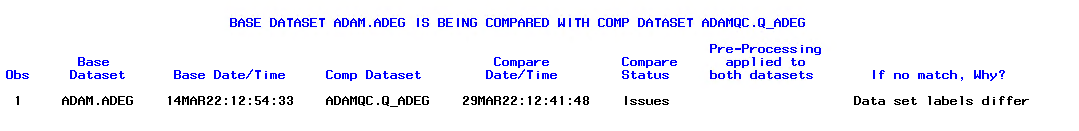 BASE DATASET ADAM.ADEG IS BEING COMPARED WITH COMP DATASET ADAMQC.Q_ADEG
Pre-Processing
Base Compare Compare applied to
Obs Dataset Base Date/Time Comp Dataset Date/Time Status both datasets If no match, Why?
1 ADAM.ADEG 14MAR22:12:54:33 ADAMQC.Q_ADEG 29MAR22:12:41:48 Issues Data set labels differ